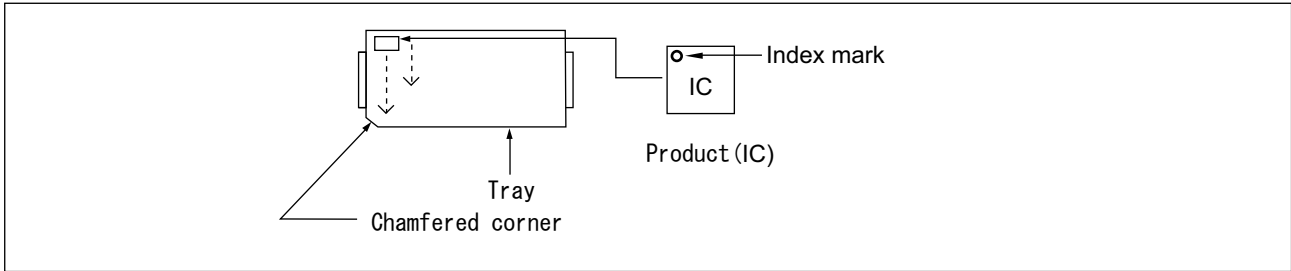 Index mark
IC
Product(IC)
Tray
Chamfered corner